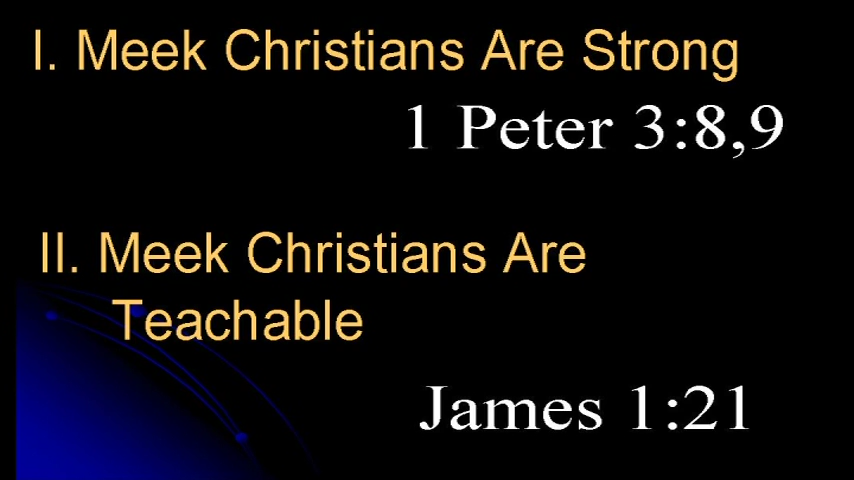 I. Meek Christians Are Strong
1 Peter 3:8,9
II. Meek Christians Are
Teachable
James 1:21